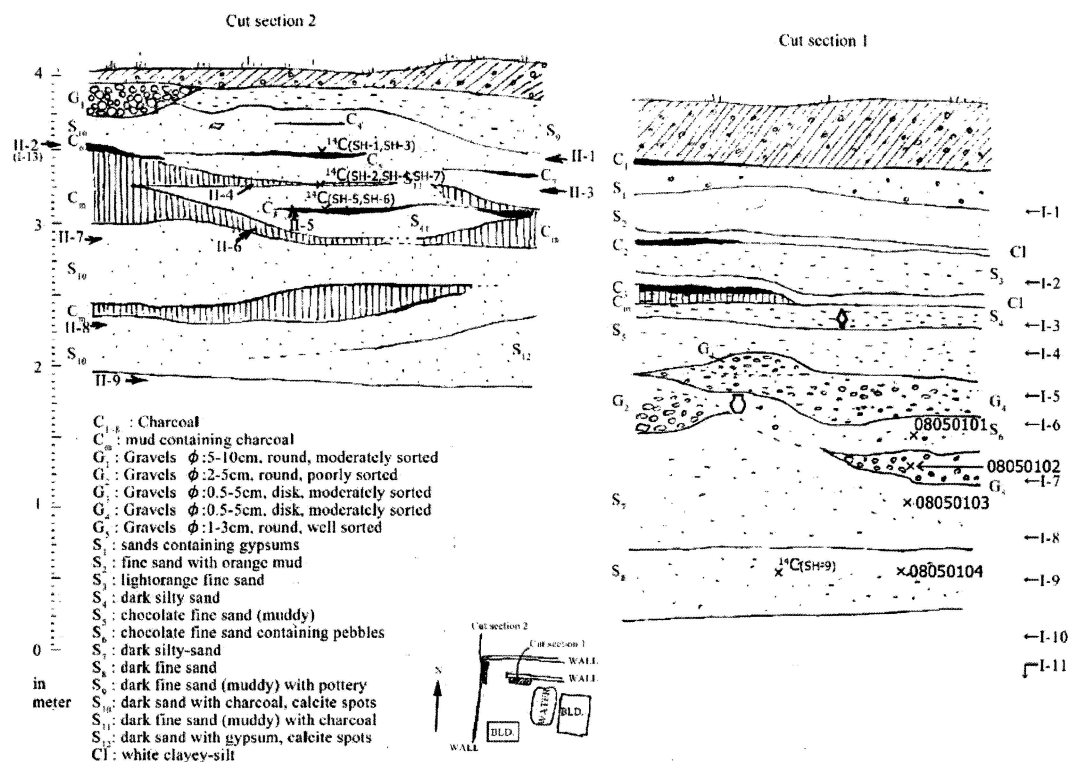 Cut section 2
Cut section 1
4
3
2
1
0
in
meter
G₁
S₁₀
C₆
C₄
C₅
S₉
C₇
¹⁴C(SH-1,SH-3)
¹⁴C(SH-2,SH-4,SH-7)
¹⁴C(SH-5,SH-6)
II-2
(I-13)
II-1
II-3
II-4
II-5
II-6
II-7
II-8
II-9
Cₘ
C₈
S₁₁
Cₘ
S₁₀
Cₘ
S₁₀
S₁₂
C₁
S₁
S₂
C₂
S₃
C₃
Cₘ
S₄
S₅
Cl
Cl
G₃
G₂
G₄
S₆
G₅
S₇
S₈
08050101
08050102
08050103
08050104
¹⁴C(SH=9)
I-1
I-2
I-3
I-4
I-5
I-6
I-7
I-8
I-9
I-10
I-11
C₁₋₈ : Charcoal
Cₘ : mud containing charcoal
G₁ : Gravels ϕ:5-10cm, round, moderately sorted
G₂ : Gravels ϕ:2-5cm, round, poorly sorted
G₃ : Gravels ϕ:0.5-5cm, disk, moderately sorted
G₄ : Gravels ϕ:0.5-5cm, disk, moderately sorted
G₅ : Gravels ϕ:1-3cm, round, well sorted
S₁ : sands containing gypsums
S₂ : fine sand with orange mud
S₃ : lightorange fine sand
S₄ : dark silty sand
S₅ : chocolate fine sand (muddy)
S₆ : chocolate fine sand containing pebbles
S₇ : dark silty-sand
S₈ : dark fine sand
S₉ : dark fine sand (muddy) with pottery
S₁₀ : dark sand with charcoal, calcite spots
S₁₁ : dark fine sand (muddy) with charcoal
S₁₂ : dark sand with gypsum, calcite spots
Cl : white clayey-silt
Cut section 2
Cut section 1
WALL
WALL
N
WATER
BLD.
BLD.
WALL